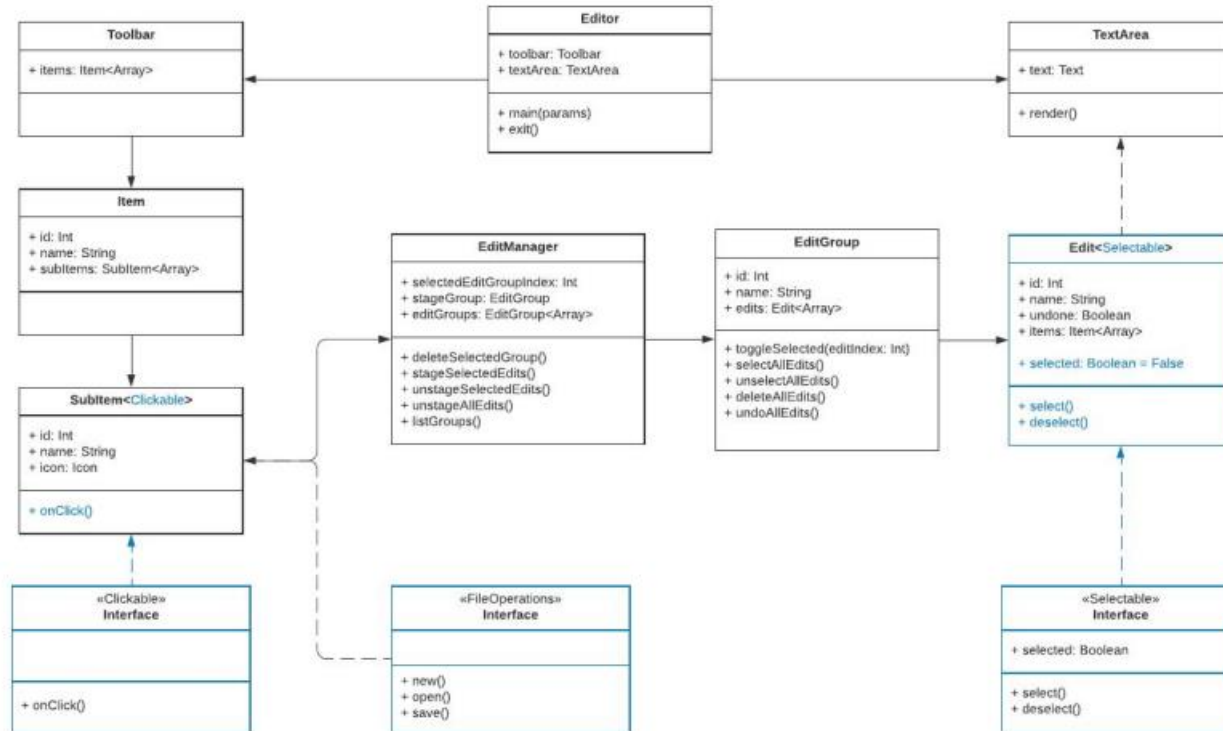 Toolbar
+ items: Item<Array>
Editor
+ toolbar: Toolbar
+ textArea: TextArea
+ main(params)
+ exit()
TextArea
+ text: Text
+ render()
Item
+ id: Int
+ name: String
+ subItems: SubItem<Array>
EditManager
+ selectedEditGroupIndex: Int
+ stageGroup: EditGroup
+ editGroups: EditGroup<Array>
+ deleteSelectedGroup()
+ stageSelectedEdits()
+ unstageSelectedEdits()
+ unstageAllEdits()
+ listGroups()
EditGroup
+ id: Int
+ name: String
+ edits: Edit<Array>
+ toggleSelected(editIndex: Int)
+ selectAllEdits()
+ unselectAllEdits()
+ deleteAllEdits()
+ undoAllEdits()
Edit<Selectable>
+ id: Int
+ name: String
+ undone: Boolean
+ items: Item<Array>
+ selected: Boolean = False
+ select()
+ deselect()
SubItem<Clickable>
+ id: Int
+ name: String
+ icon: Icon
+ onClick()
«Clickable»
Interface
+ onClick()
«FileOperations»
Interface
+ new()
+ open()
+ save()
«Selectable»
Interface
+ selected: Boolean
+ select()
+ deselect()